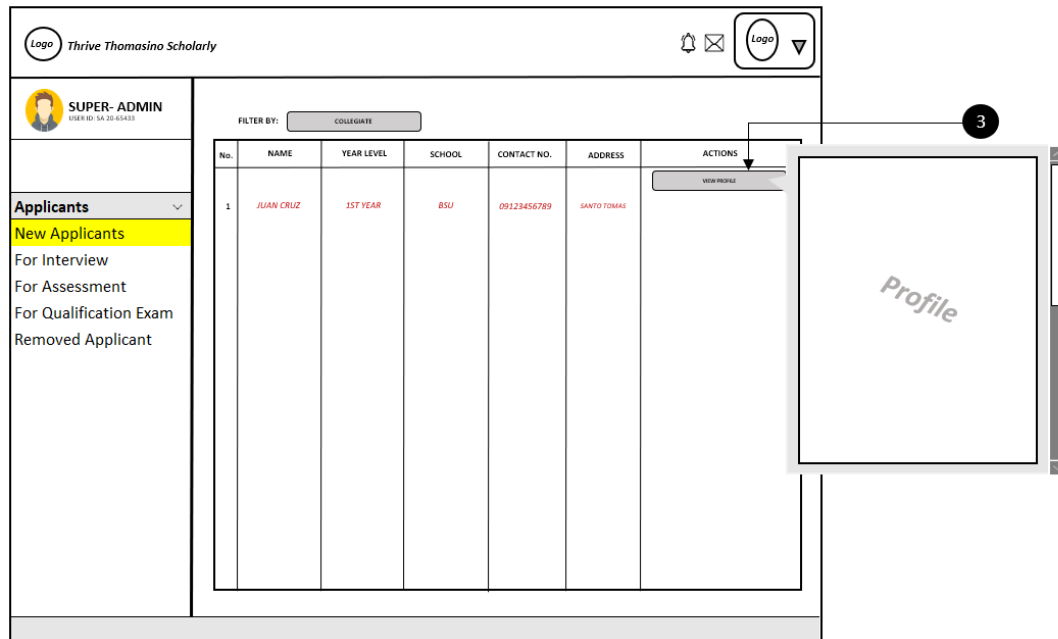 Logo
Thrive Thomasino Scholarly
Logo
SUPER- ADMIN
USER ID: SA 20-65433
FILTER BY:
COLLEGIATE
3
No.
NAME
YEAR LEVEL
SCHOOL
CONTACT NO.
ADDRESS
ACTIONS
VIEW PROFILE
1
JUAN CRUZ
1ST YEAR
BSU
09123456789
SANTO TOMAS
Applicants
New Applicants
For Interview
For Assessment
For Qualification Exam
Removed Applicant
Profile